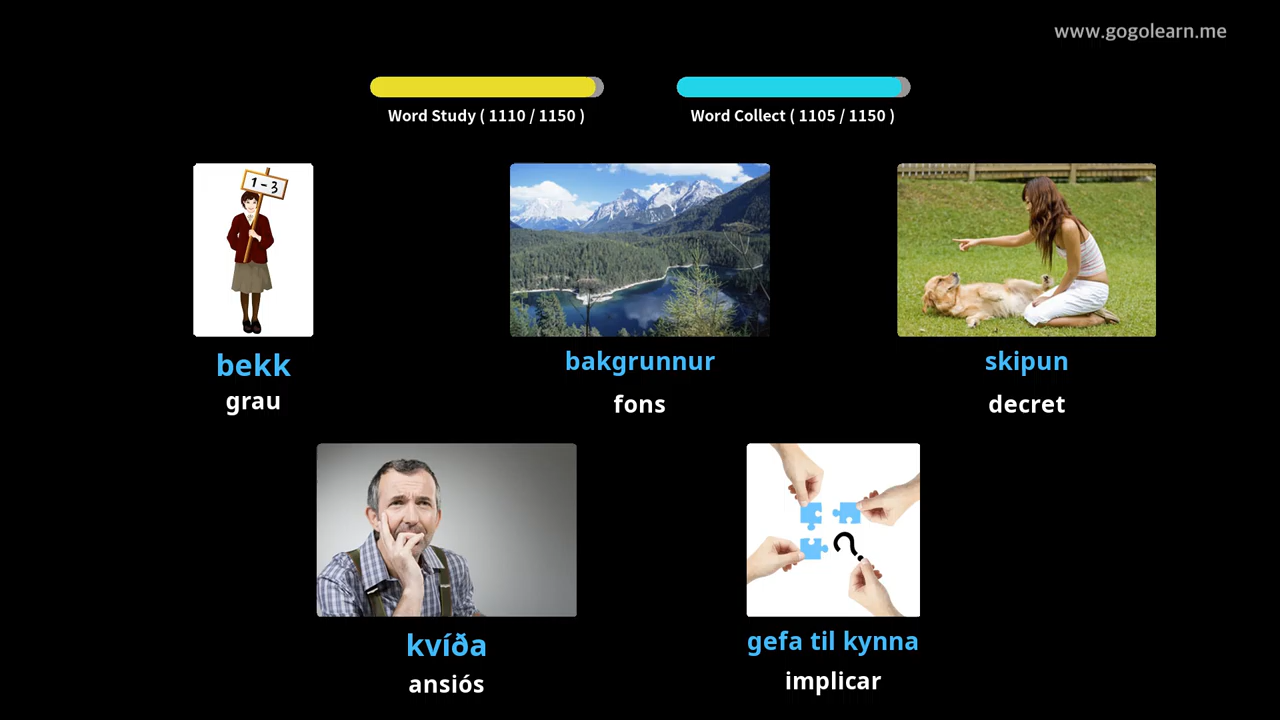 www.gogolearn.me
Word Study ( 1110 / 1150 )
Word Collect ( 1105 / 1150 )
1-3
bekk
grau
bakgrunnur
fons
skipun
decret
?
kvíða
ansiós
gefa til kynna
implicar